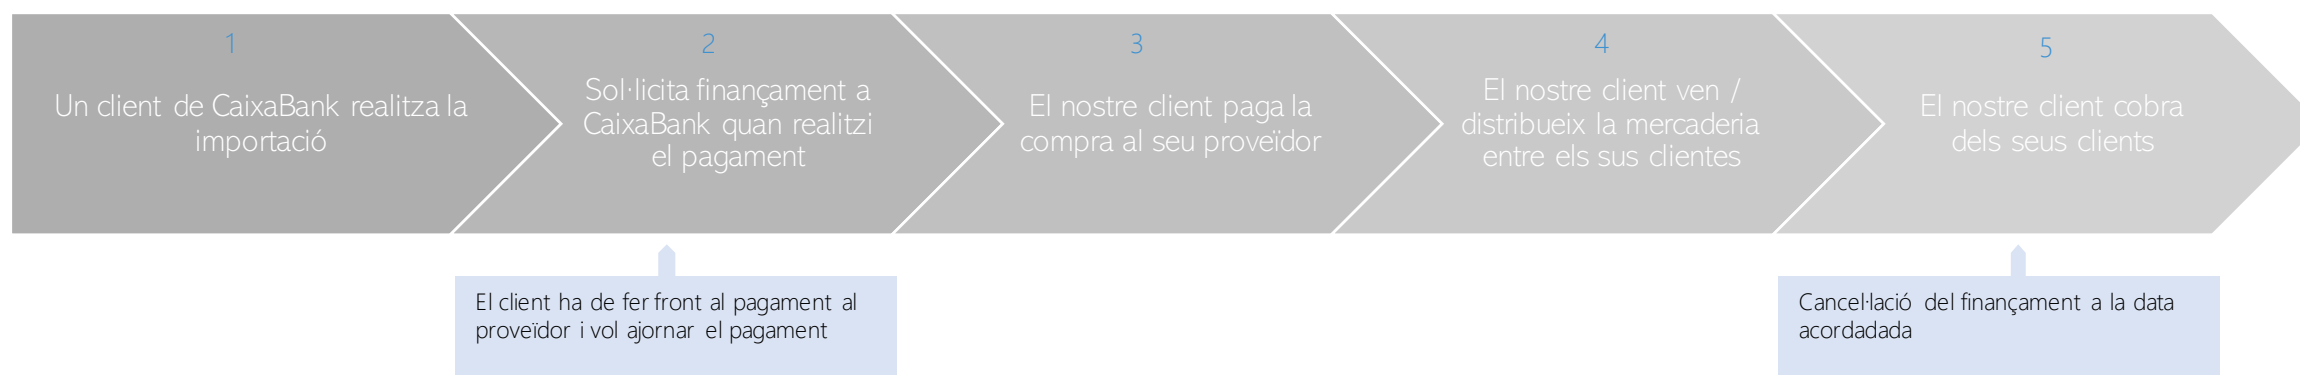 1
Un client de CaixaBank realitza la
importació
2
Sol·licita finançament a
CaixaBank quan realitzi
el pagament
3
El nostre client paga la
compra al seu proveïdor
4
El nostre client ven /
distribueix la mercaderia
entre els sus clientes
5
El nostre client cobra
dels seus clients
El client ha de fer front al pagament al
proveïdor i vol ajornar el pagament
Cancel·lació del finançament a la data
acordadada